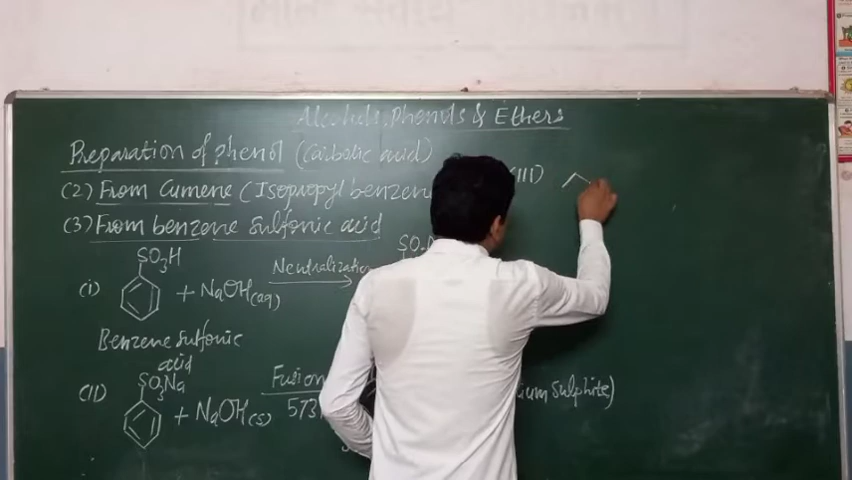 Alcohols, Phenols & Ethers
Preparation of phenol (Carbolic acid)
(2) From Cumene (Isopropyl benzene
(3) From benzene sulfonic acid
(III)
SO3H
(i) + NaOH(aq) Neutralization
Benzene sulfonic
acid
SO3Na
(II) + NaOH(s) Fusion
573
ium sulphite)